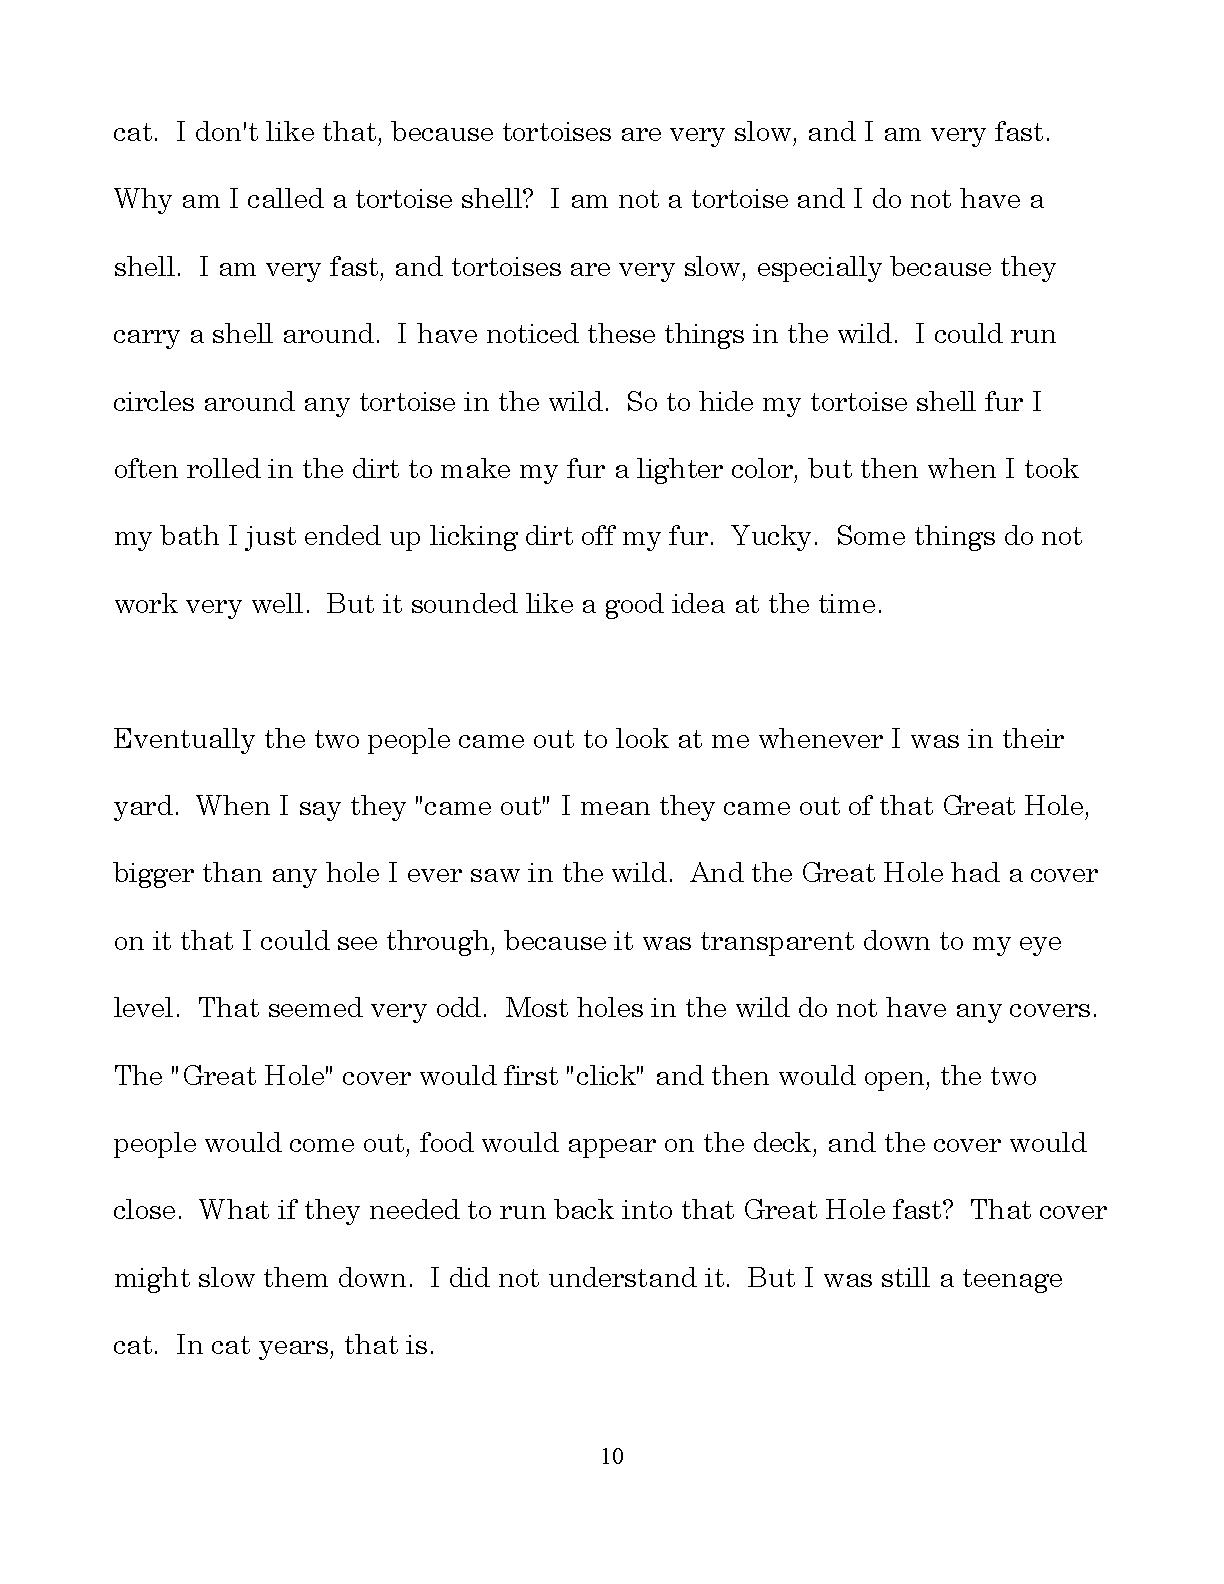 cat.  I don't like that, because tortoises are very slow, and I am very fast.
Why am I called a tortoise shell?  I am not a tortoise and I do not have a
shell.  I am very fast, and tortoises are very slow, especially because they
carry a shell around.  I have noticed these things in the wild.  I could run
circles around any tortoise in the wild.  So to hide my tortoise shell fur I
often rolled in the dirt to make my fur a lighter color, but then when I took
my bath I just ended up licking dirt off my fur.  Yucky.  Some things do not
work very well.  But it sounded like a good idea at the time.
Eventually the two people came out to look at me whenever I was in their
yard.  When I say they "came out" I mean they came out of that Great Hole,
bigger than any hole I ever saw in the wild.  And the Great Hole had a cover
on it that I could see through, because it was transparent down to my eye
level.  That seemed very odd.  Most holes in the wild do not have any covers.
The "Great Hole" cover would first "click" and then would open, the two
people would come out, food would appear on the deck, and the cover would
close.  What if they needed to run back into that Great Hole fast?  That cover
might slow them down.  I did not understand it.  But I was still a teenage
cat.  In cat years, that is.
10